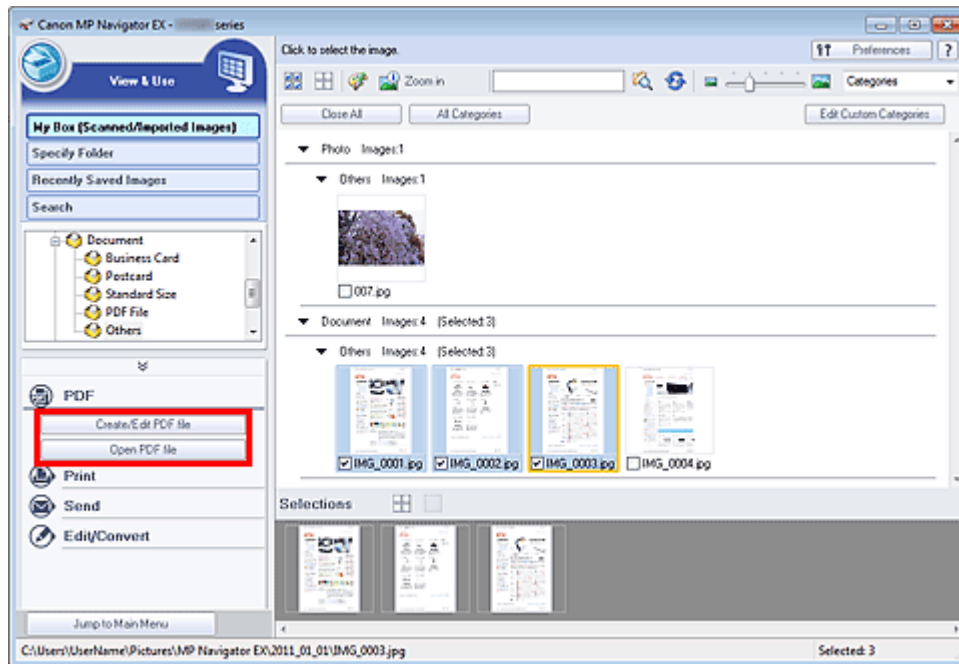 Canon MP Navigator EX - series
View & Use
My Box (Scanned/Imported Images)
Specify Folder
Recently Saved Images
Search
Document
Business Card
Postcard
Standard Size
PDF File
Others
PDF
Create/Edit PDF file
Open PDF file
Print
Send
Edit/Convert
Jump to Main Menu
Click to select the image.
Preferences
?
Zoom in
Categories
Close All
All Categories
Edit Custom Categories
Photo Images:1
Others Images:1
007.jpg
Document Images:4 (Selected:3)
Others Images:4 (Selected:3)
IMG_0001.jpg IMG_0002.jpg IMG_0003.jpg IMG_0004.jpg
Selections
C:\Users\UserName\Pictures\MP Navigator EX\2011_01_01\IMG_0003.jpg
Selected: 3